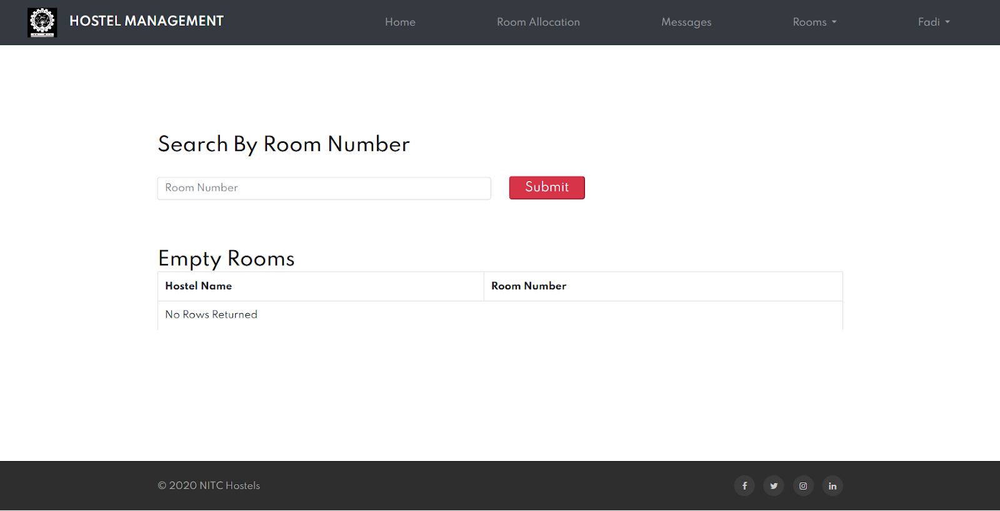 HOSTEL MANAGEMENT
Home
Room Allocation
Messages
Rooms
Fadi
Search By Room Number
Room Number
Submit
Empty Rooms
Hostel Name
Room Number
No Rows Returned
© 2020 NITC Hostels